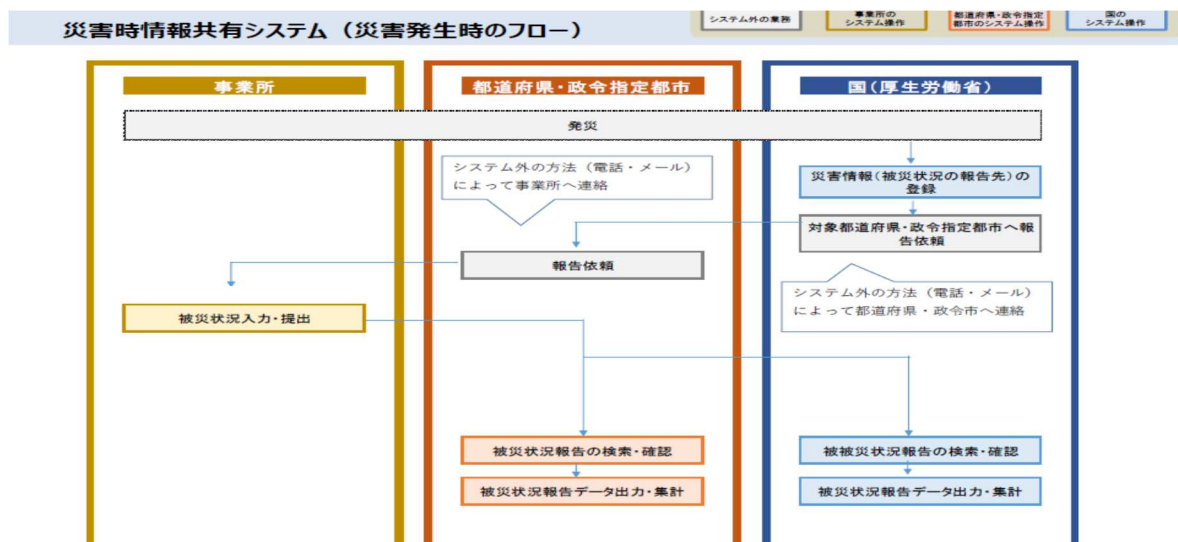 災害時情報共有システム（災害発生時のフロー）
システム外の業務
事業所の
システム操作
都道府県・政令指定
都市のシステム操作
国の
システム操作
事業所
都道府県・政令指定都市
国(厚生労働省)
発災
システム外の方法（電話・メール）
によって事業所へ連絡
災害情報(被災状況の報告先)の
登録
対象都道府県・政令指定都市へ報
告依頼
報告依頼
システム外の方法（電話・メール）
によって都道府県・政令市へ連絡
被災状況入力・提出
被災状況報告の検索・確認
被被災状況報告の検索・確認
被災状況報告データ出力・集計
被災状況報告データ出力・集計